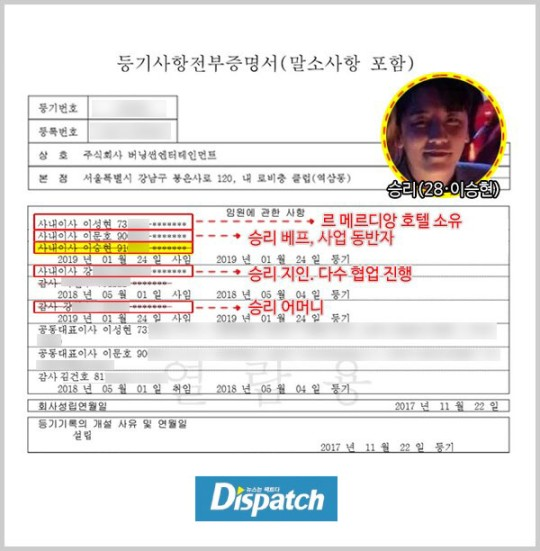 등기사항전부증명서(말소사항 포함)
등기번호
등록번호
상 호 주식회사 버닝썬엔터테인먼트
본 점 서울특별시 강남구 봉은사로 120, 내 로비층 클럽(역삼동)
승리(28·이승현)
임원에 관한 사항
사내이사 이성현 73 -******* 르 메르디앙 호텔 소유
사내이사 이문호 90 -******* 승리 베프, 사업 동반자
사내이사 이승현 91 -*******
2019 년 01 월 24 일 사임 2019 년 01 월 24 일 등기
사내이사 강 -******* 승리 지인. 다수 협업 진행
감사
2018 년 05 월 01 일 사임 2018 년 05 월 04 일 등기
감사 강 -******* 승리 어머니
2019 년 01 월 24 일 사임 2019 년 01 월 24 일 등기
공동대표이사 이성현 73
공동대표이사 이문호 90
감사 김건호 81
2018 년 05 월 01 일 취임 2018 년 05 월 04 일 등기
열 람 용
회사성립연월일 2017 년 11 월 22 일
등기기록의 개설 사유 및 연월일
설립
2017 년 11 월 22 일 등기
뉴스는 팩트다
Dispatch